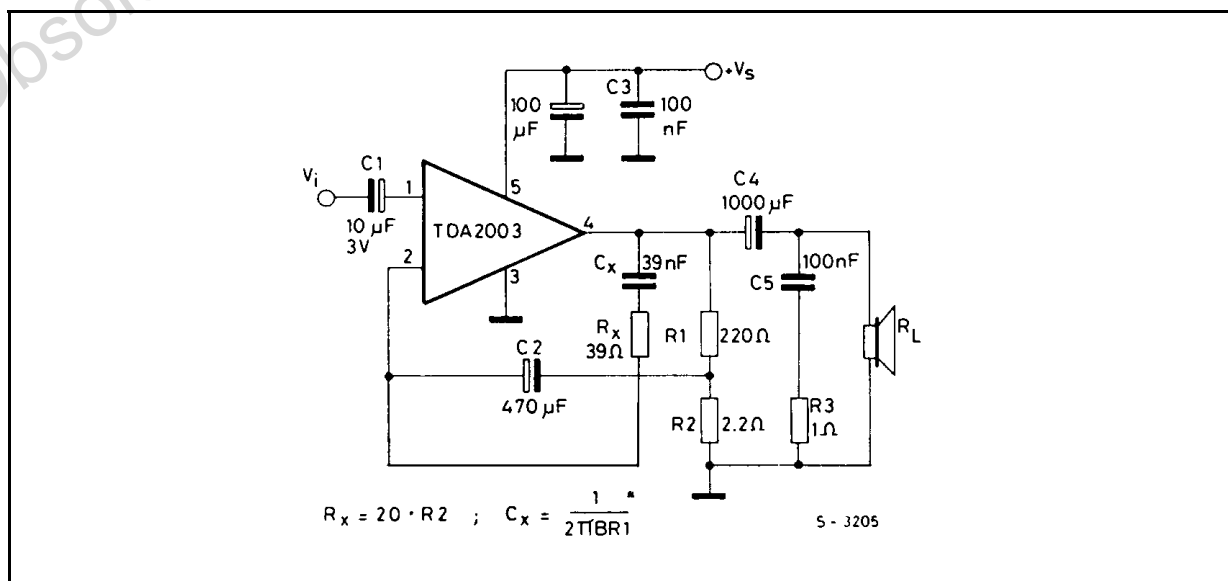 bsol
+Vs
C3
100
µF
100
nF
C1
Vi
1
5
10 µF
3V
TDA2003
4
2
3
C4
1000 µF
Cx
39nF
100nF
C5
Rx
39Ω
R1
220Ω
RL
C2
470 µF
R2
2.2Ω
R3
1Ω
Rx = 20 · R2 ; Cx = 1 / 2πBR1 *
S - 3205